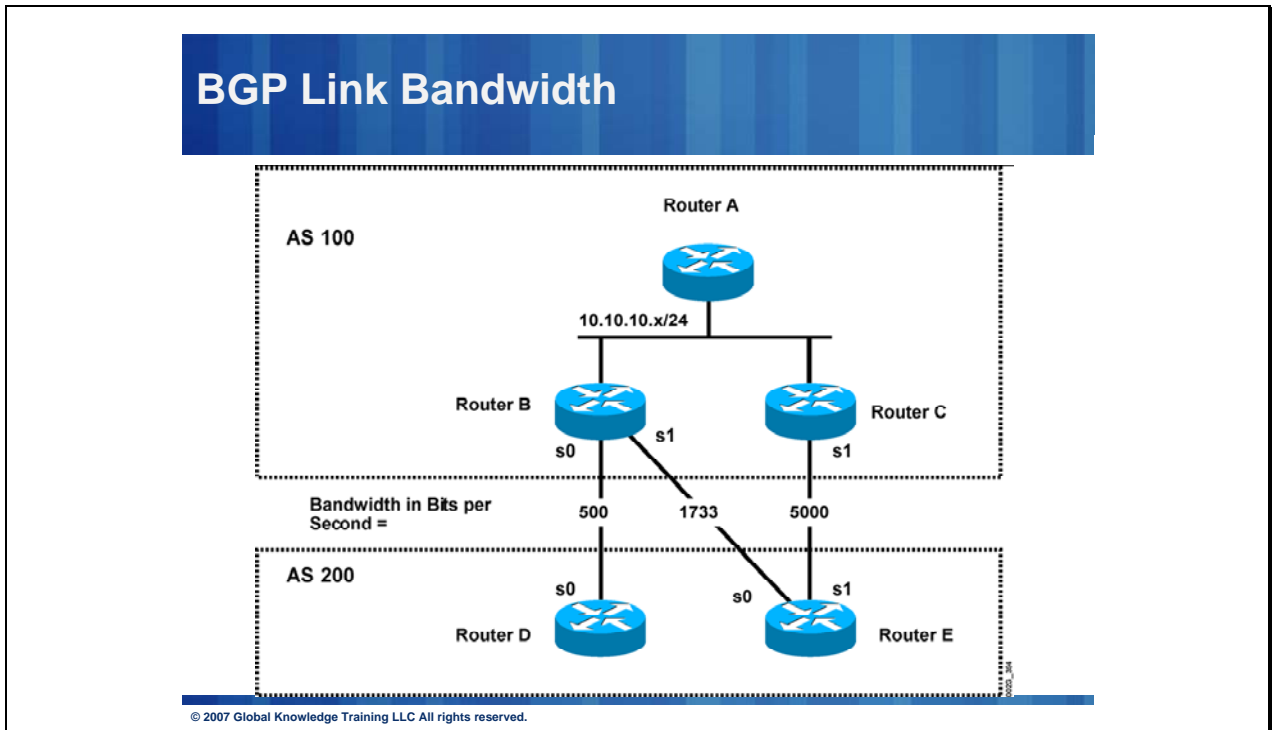 BGP Link Bandwidth
Router A
AS 100
10.10.10.x/24
Router B
Router C
s1
s0
s1
Bandwidth in Bits per
Second =
500
1733
5000
AS 200
s0
s0
s1
Router D
Router E
© 2007 Global Knowledge Training LLC All rights reserved.